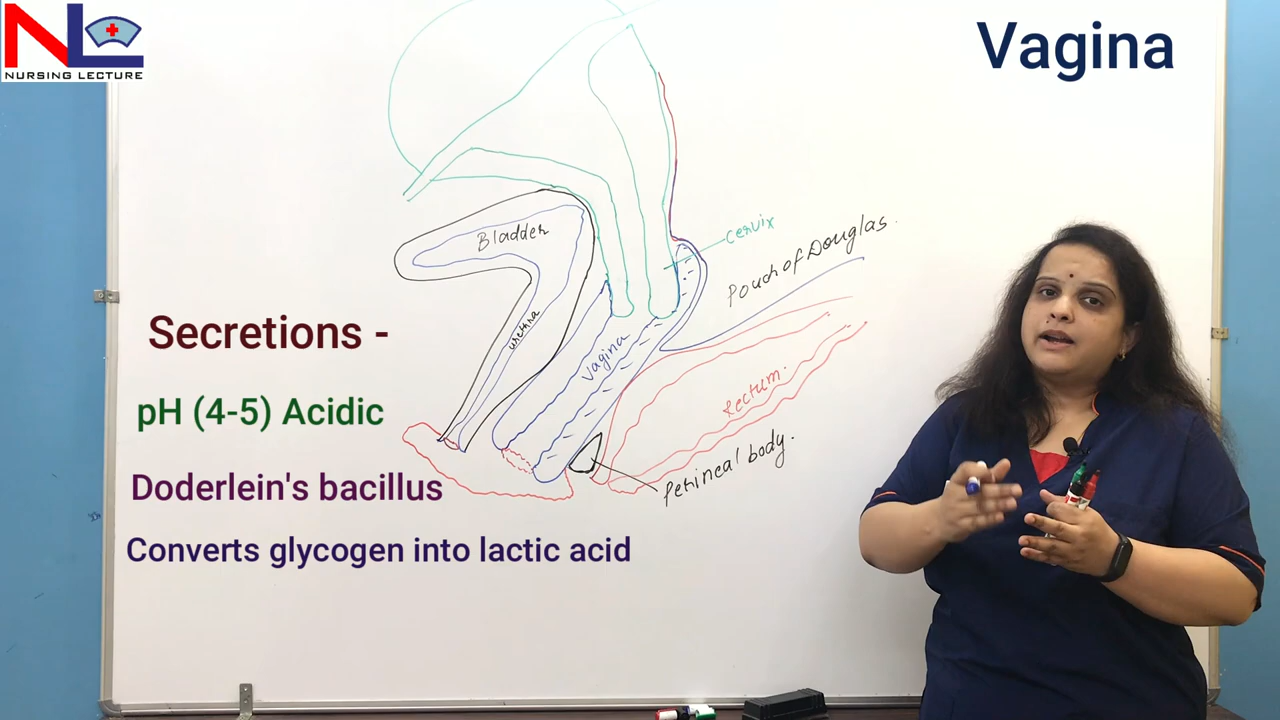 NL
NURSING LECTURE
Vagina
Bladder
urethra
vagina
cervix
Pouch of Douglas.
Rectum.
Perineal body.
Secretions -
pH (4-5) Acidic
Doderlein's bacillus
Converts glycogen into lactic acid